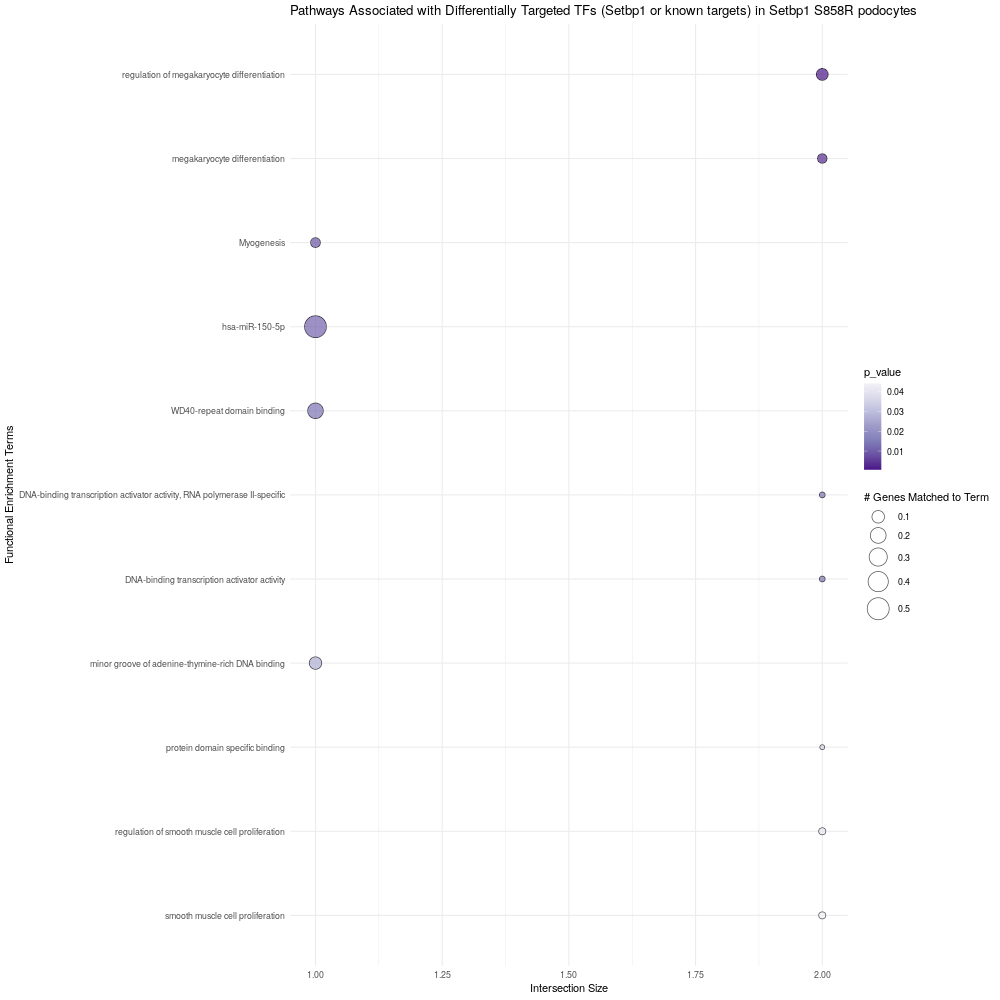 Pathways Associated with Differentially Targeted TFs (Setbp1 or known targets) in Setbp1 S858R podocytes
regulation of megakaryocyte differentiation
megakaryocyte differentiation
Myogenesis
hsa-miR-150-5p
WD40-repeat domain binding
DNA-binding transcription activator activity, RNA polymerase II-specific
DNA-binding transcription activator activity
minor groove of adenine-thymine-rich DNA binding
protein domain specific binding
regulation of smooth muscle cell proliferation
smooth muscle cell proliferation
Functional Enrichment Terms
1.00
1.25
1.50
1.75
2.00
Intersection Size
p_value
0.04
0.03
0.02
0.01
# Genes Matched to Term
0.1
0.2
0.3
0.4
0.5